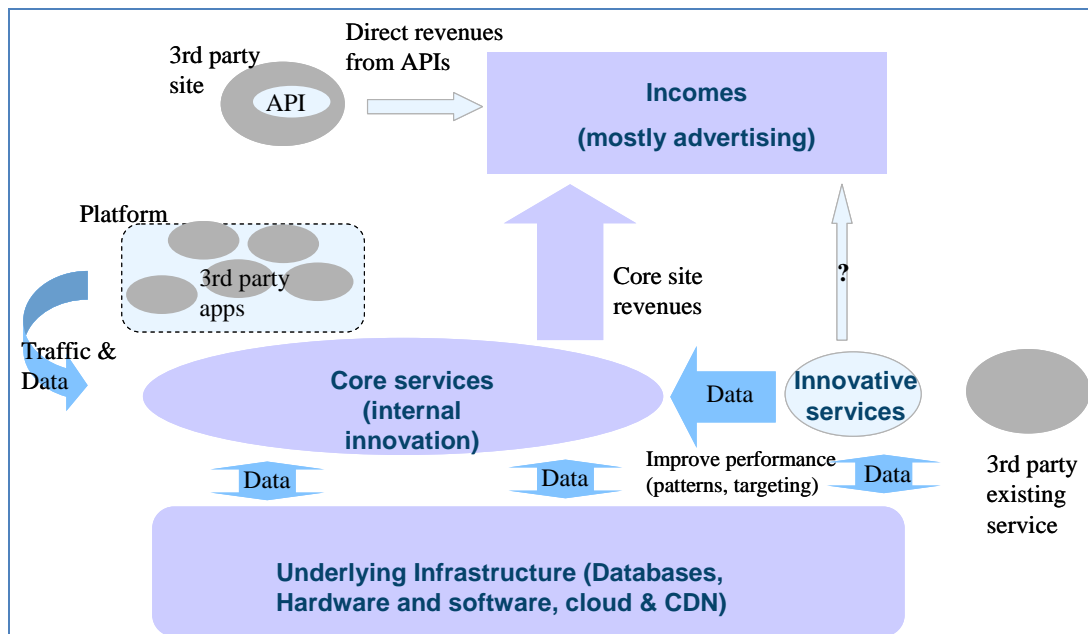 3rd party
site
API
Direct revenues
from APIs
Incomes
(mostly advertising)
Platform
3rd party
apps
Core site
revenues
?
Traffic &
Data
Core services
(internal
innovation)
Data
Innovative
services
Data
Data
Improve performance
(patterns, targeting)
Data
3rd party
existing
service
Underlying Infrastructure (Databases,
Hardware and software, cloud & CDN)